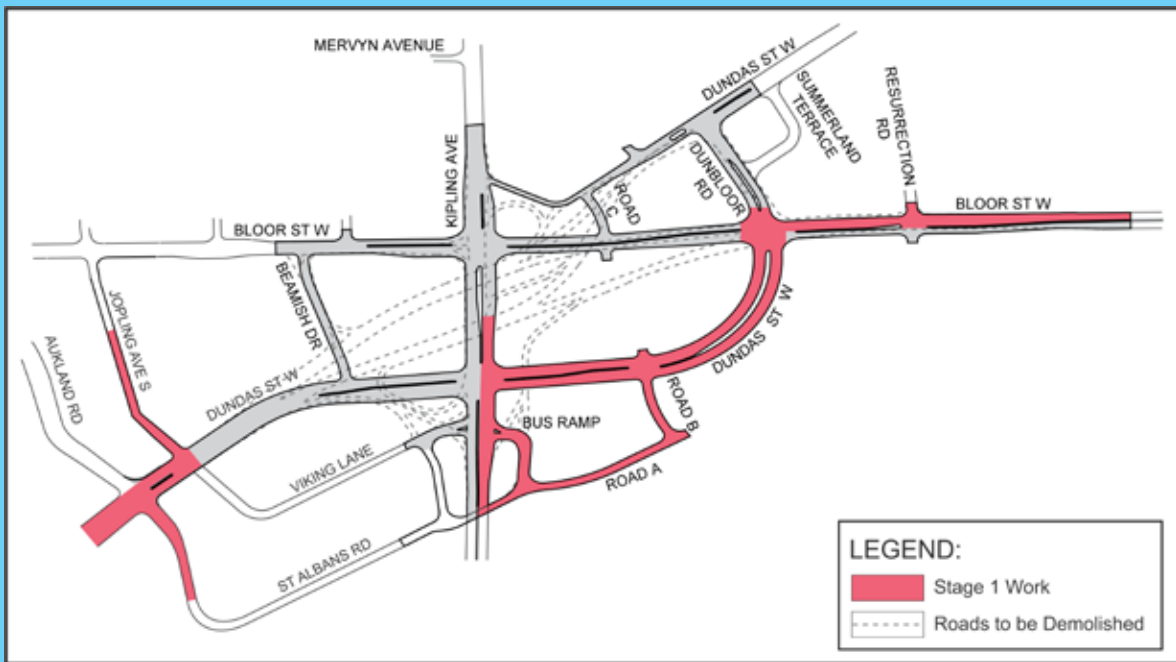 MERVYN AVENUE
DUNDAS ST W
SUMMERLAND
TERRACE
RESURRECTION
RD
KIPLING AVE
DUNBLOOR
RD
ROAD
C
BLOOR ST W
BLOOR ST W
BEAMISH DR
JOPLING AVE S
AUKLAND RD
DUNDAS ST W
DUNDAS ST W
ROAD B
BUS RAMP
VIKING LANE
ROAD A
ST ALBANS RD
LEGEND:
Stage 1 Work
Roads to be Demolished